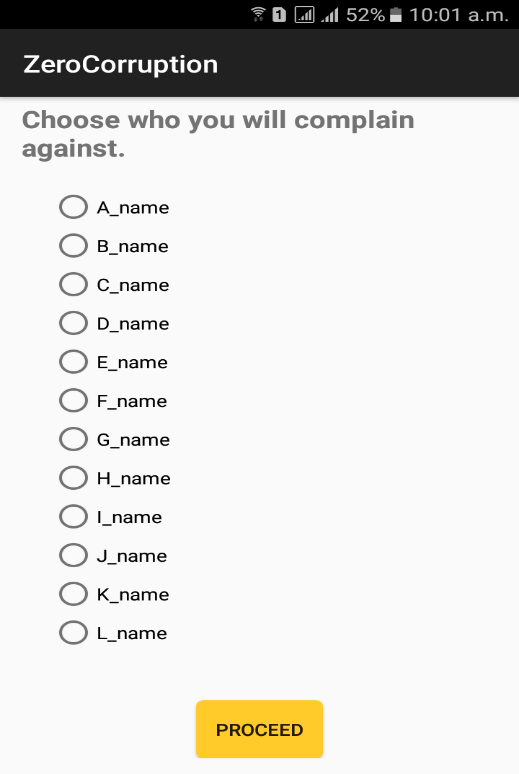 1 52% 10:01 a.m.
ZeroCorruption
Choose who you will complain
against.
A_name
B_name
C_name
D_name
E_name
F_name
G_name
H_name
I_name
J_name
K_name
L_name
PROCEED